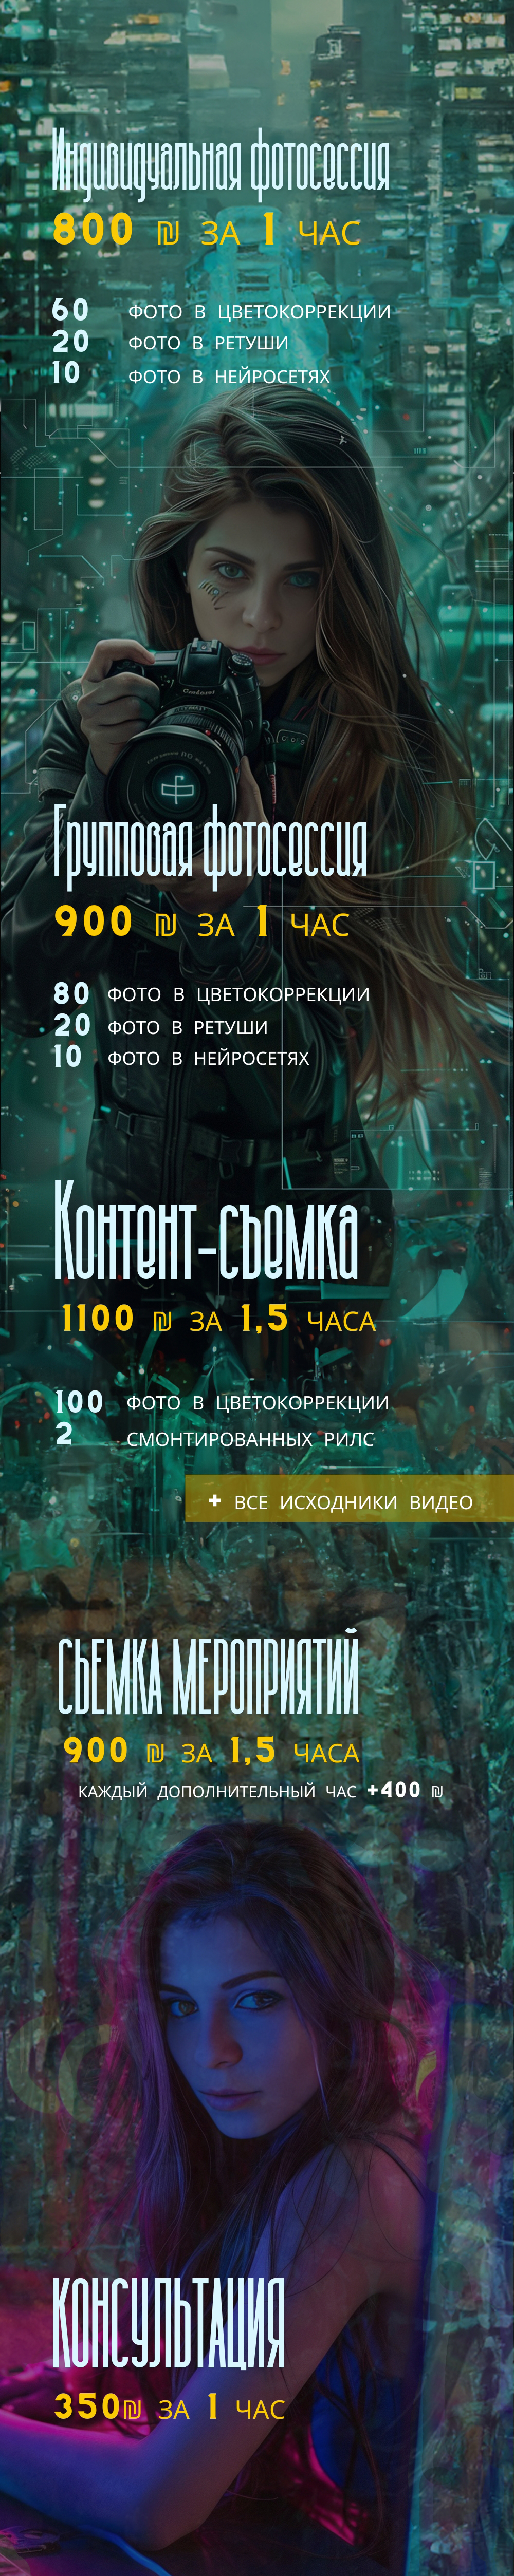 Индивидуальная фотосессия
800 ₪ ЗА 1 ЧАС
60 ФОТО В ЦВЕТОКОРРЕКЦИИ
20 ФОТО В РЕТУШИ
10 ФОТО В НЕЙРОСЕТЯХ
Групповая фотосессия
900 ₪ ЗА 1 ЧАС
80 ФОТО В ЦВЕТОКОРРЕКЦИИ
20 ФОТО В РЕТУШИ
10 ФОТО В НЕЙРОСЕТЯХ
Контент-съемка
1100 ₪ ЗА 1,5 ЧАСА
100 ФОТО В ЦВЕТОКОРРЕКЦИИ
2 СМОНТИРОВАННЫХ РИЛС
+ ВСЕ ИСХОДНИКИ ВИДЕО
СЪЕМКА МЕРОПРИЯТИЙ
900 ₪ ЗА 1,5 ЧАСА
КАЖДЫЙ ДОПОЛНИТЕЛЬНЫЙ ЧАС +400 ₪
КОНСУЛЬТАЦИЯ
350₪ ЗА 1 ЧАС